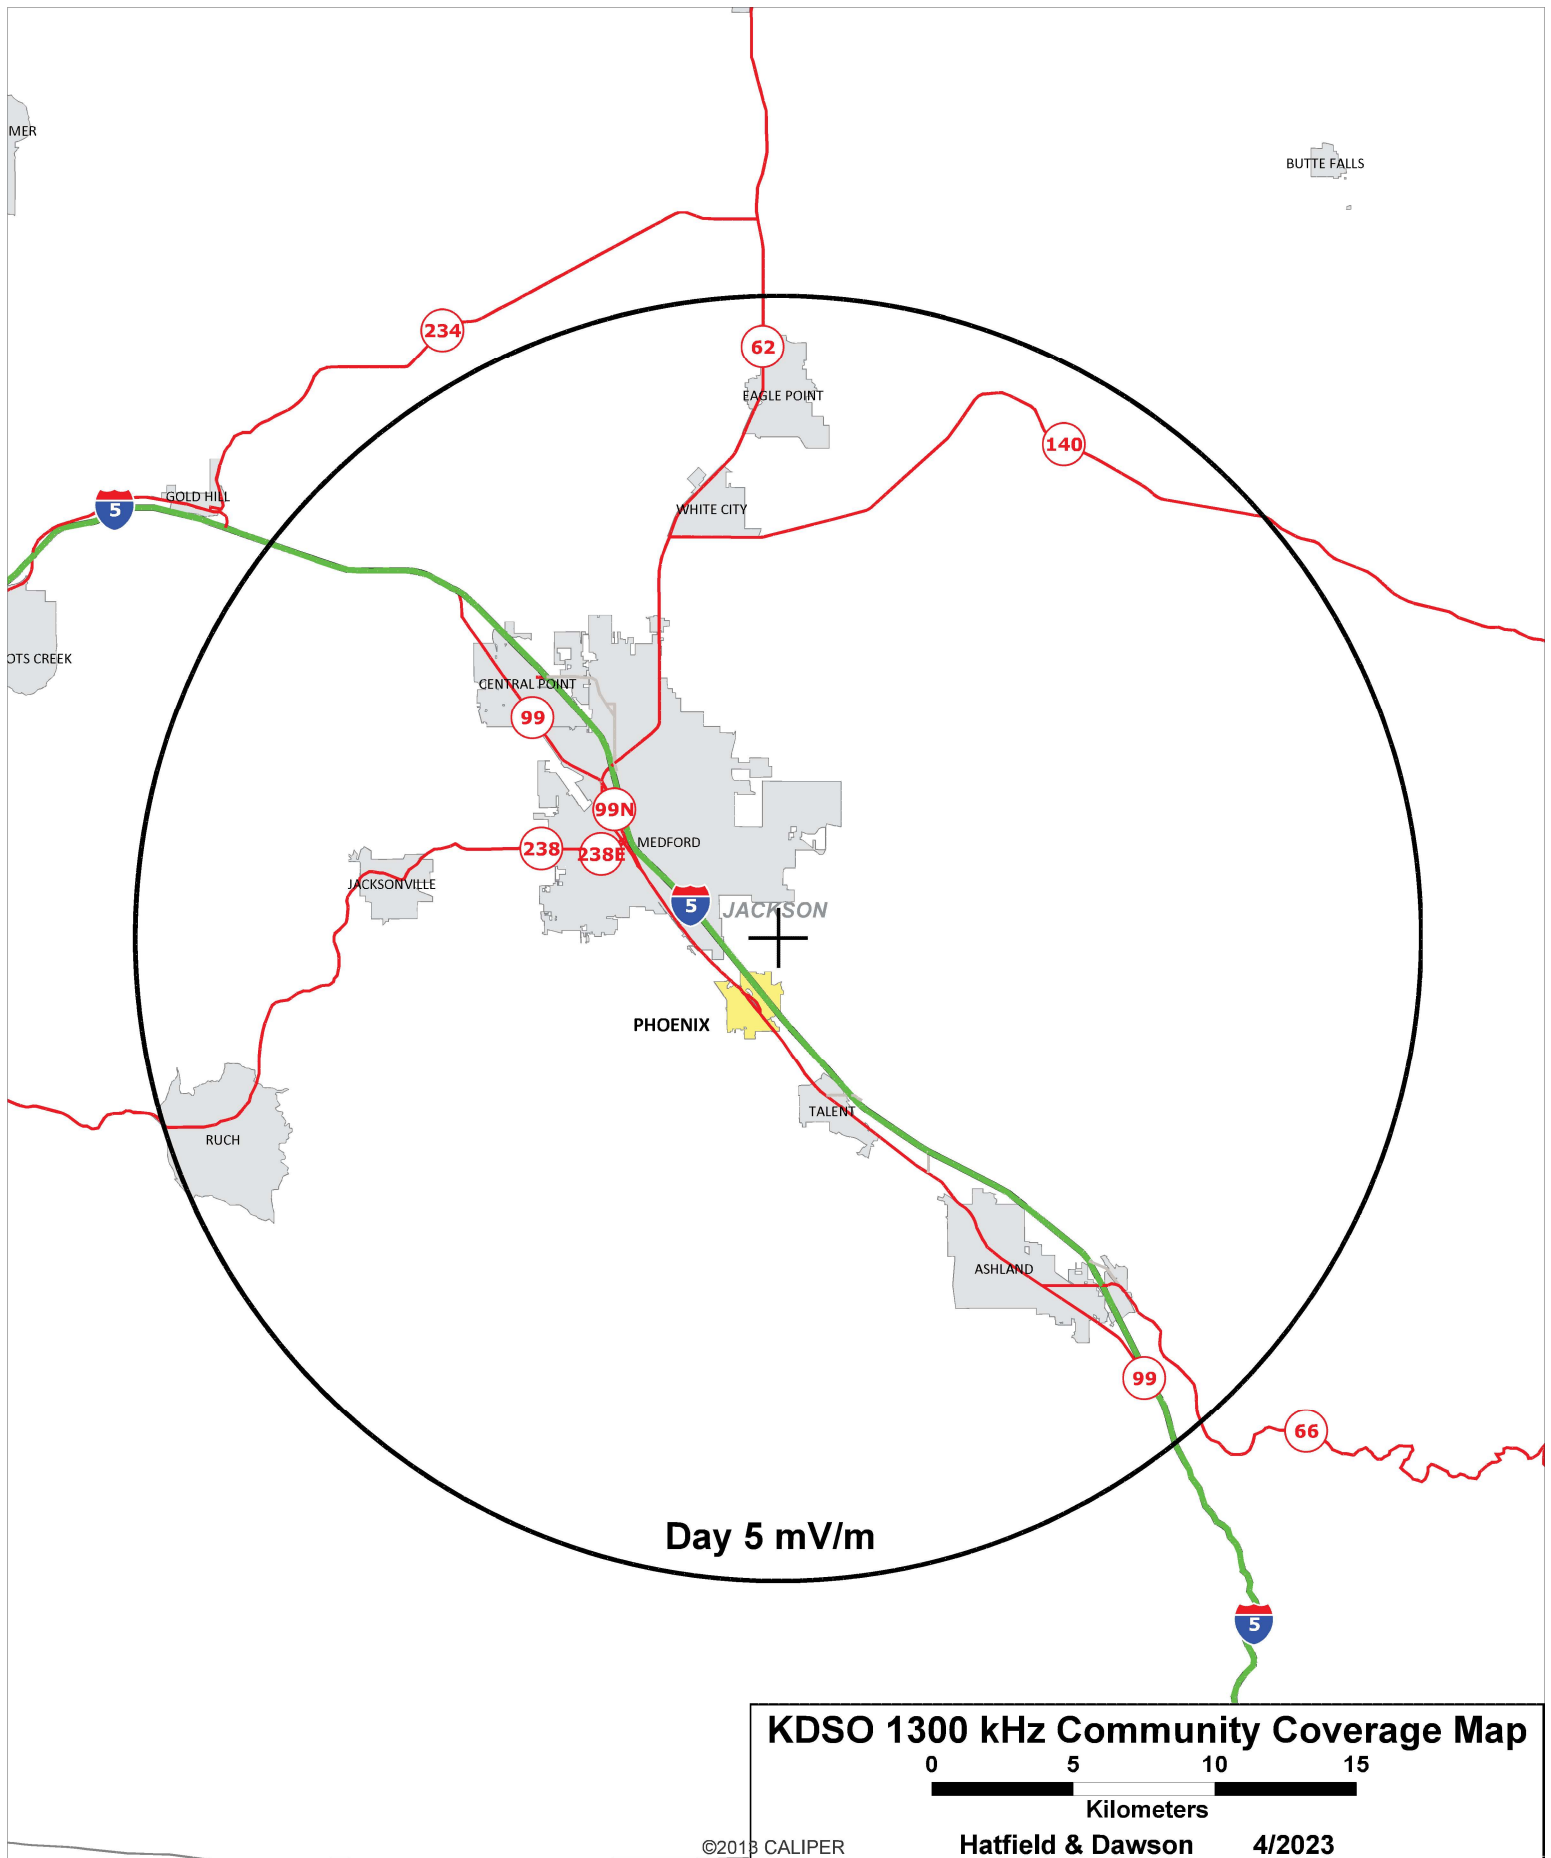 MER
BUTTE FALLS
234
62
EAGLE POINT
140
GOLD HILL
5
WHITE CITY
OTS CREEK
CENTRAL POINT
99
99N
MEDFORD
238
238E
JACKSONVILLE
5
JACKSON
PHOENIX
TALENT
RUCH
ASHLAND
99
66
Day 5 mV/m
5
KDSO 1300 kHz Community Coverage Map
0 5 10 15
Kilometers
©2013 CALIPER
Hatfield & Dawson 4/2023